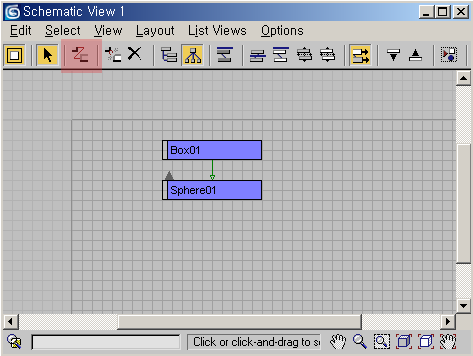 Schematic View 1
Edit Select View Layout List Views Options
Box01
Sphere01
Click or click-and-drag to